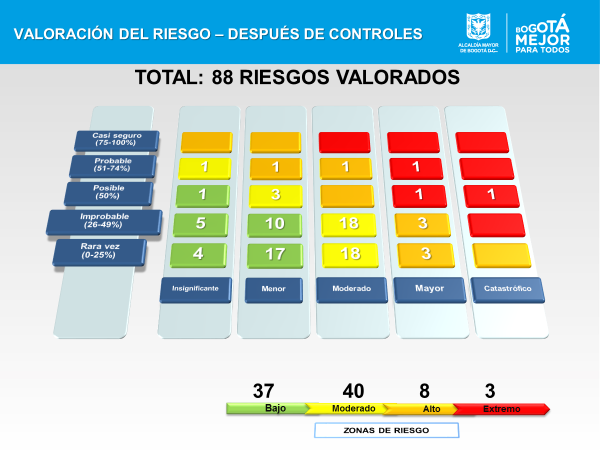 VALORACIÓN DEL RIESGO – DESPUÉS DE CONTROLES
ALCALDÍA MAYOR
DE BOGOTÁ D.C.
BOGOTÁ
MEJOR
PARA TODOS
TOTAL: 88 RIESGOS VALORADOS
Casi seguro
(75-100%)
Probable
(51-74%)
1 1 1 1
Posible
(50%)
1 3 1 1
Improbable
(26-49%)
5 10 18 3
Rara vez
(0-25%)
4 17 18 3
Insignificante Menor Moderado Mayor Catastrófico
37 40 8 3
Bajo Moderado Alto Extremo
ZONAS DE RIESGO